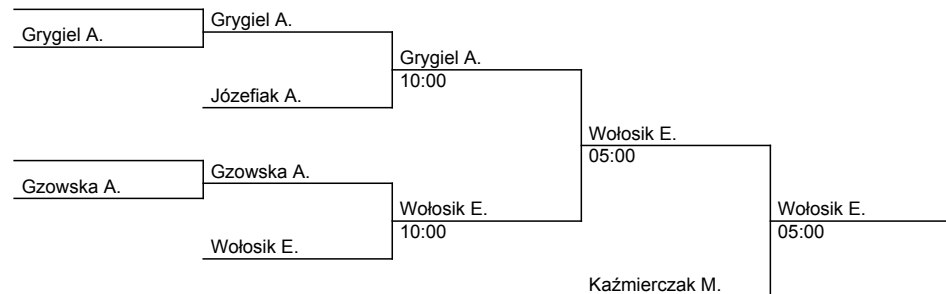 Grygiel A.
Grygiel A.
Grygiel A.
10:00
Józefiak A.
Wołosik E.
05:00
Gzowska A.
Gzowska A.
Wołosik E.
10:00
Wołosik E.
05:00
Wołosik E.
Kaźmierczak M.